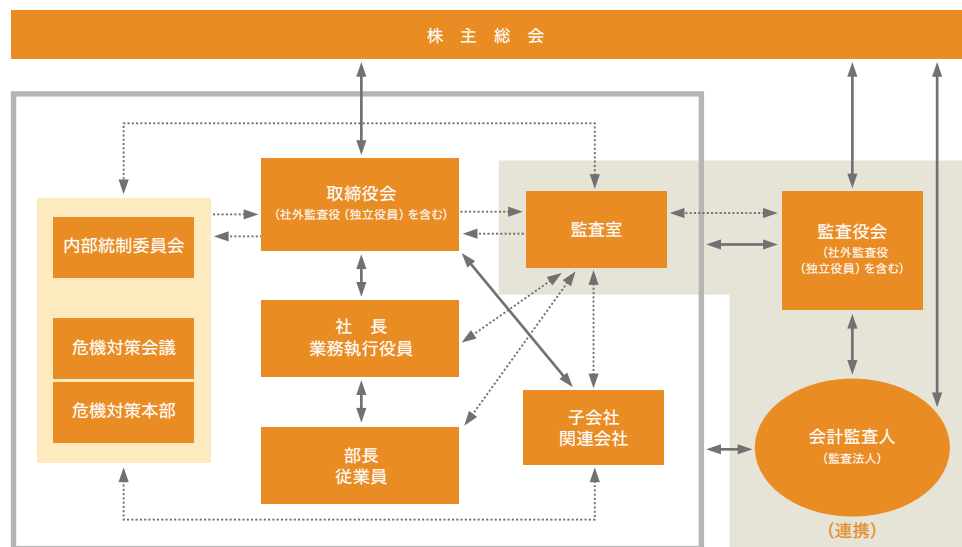 株 主 総 会
取締役会
（社外監査役（独立役員）を含む）
監査室
監査役会
（社外監査役
（独立役員）を含む）
内部統制委員会
社 長
業務執行役員
危機対策会議
危機対策本部
子会社
関連会社
部長
従業員
会計監査人
（監査法人）
（連携）